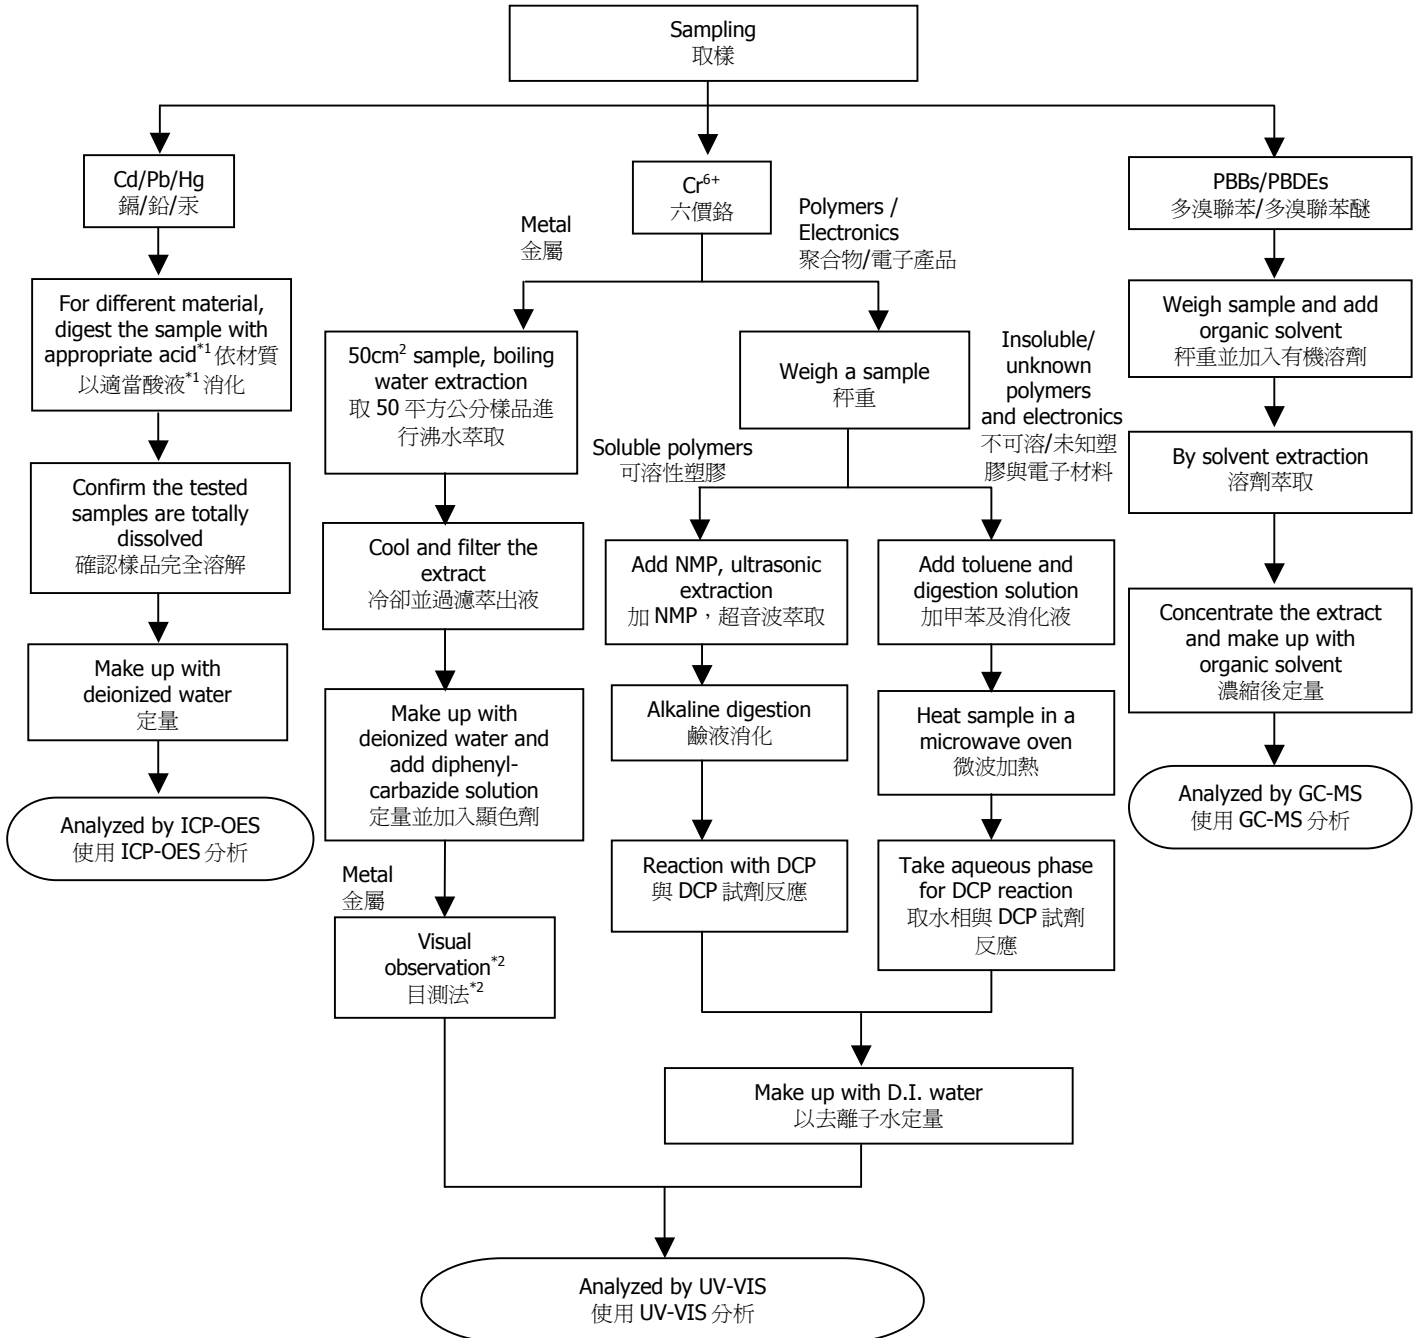 Sampling
取樣
Cd/Pb/Hg
鎘/鉛/汞
Cr6+
六價鉻
PBBs/PBDEs
多溴聯苯/多溴聯苯醚
Metal
金屬
Polymers /
Electronics
聚合物/電子產品
For different material,
digest the sample with
appropriate acid*1 依材質
以適當酸液*1 消化
50cm2 sample, boiling
water extraction
取 50 平方公分樣品進
行沸水萃取
Weigh a sample
秤重
Insoluble/
unknown
polymers
and electronics
不可溶/未知塑
膠與電子材料
Weigh sample and add
organic solvent
秤重並加入有機溶劑
Soluble polymers
可溶性塑膠
By solvent extraction
溶劑萃取
Confirm the tested
samples are totally
dissolved
確認樣品完全溶解
Cool and filter the
extract
冷卻並過濾萃出液
Add NMP, ultrasonic
extraction
加 NMP，超音波萃取
Add toluene and
digestion solution
加甲苯及消化液
Concentrate the extract
and make up with
organic solvent
濃縮後定量
Make up with
deionized water
定量
Make up with
deionized water and
add diphenyl-
carbazide solution
定量並加入顯色劑
Alkaline digestion
鹼液消化
Heat sample in a
microwave oven
微波加熱
Analyzed by GC-MS
使用 GC-MS 分析
Analyzed by ICP-OES
使用 ICP-OES 分析
Metal
金屬
Reaction with DCP
與 DCP 試劑反應
Take aqueous phase
for DCP reaction
取水相與 DCP 試劑
反應
Visual
observation*2
目測法*2
Make up with D.I. water
以去離子水定量
Analyzed by UV-VIS
使用 UV-VIS 分析